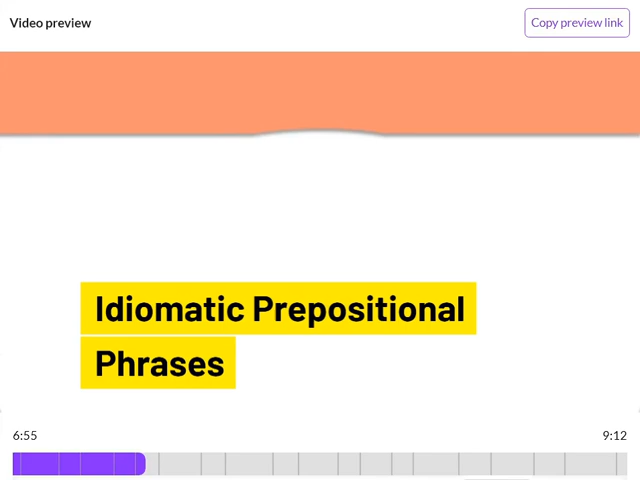 Video preview
Copy preview link
Idiomatic Prepositional
Phrases
6:55
9:12